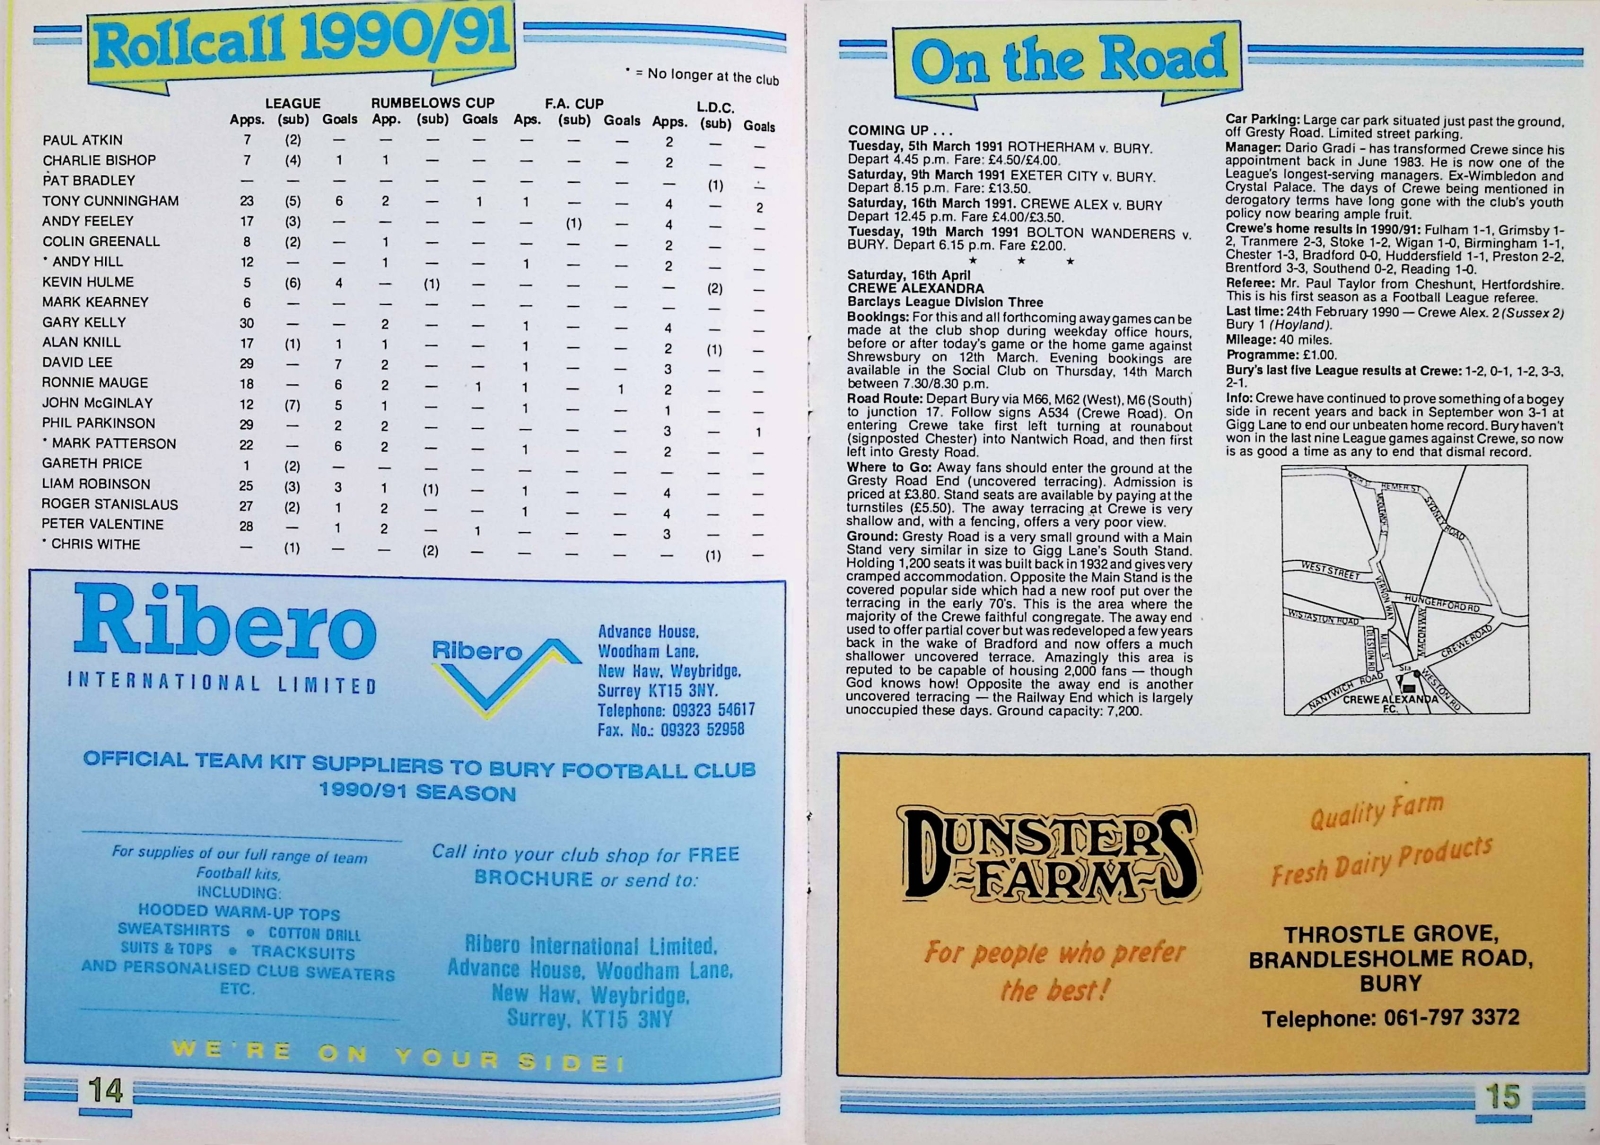 Rollcall 1990/91
* = No longer at the club
LEAGUE RUMBELOWS CUP F.A. CUP L.D.C.
Apps. (sub) Goals App. (sub) Goals Aps. (sub) Goals Apps. (sub) Goals
PAUL ATKIN 7 (2) — — — — — — — 2 — —
CHARLIE BISHOP 7 (4) 1 1 — — — — — 2 — —
PAT BRADLEY — — — — — — — — — — (1) —
TONY CUNNINGHAM 23 (5) 6 2 — 1 1 — — 4 — 2
ANDY FEELEY 17 (3) — — — — — (1) — 4 — —
COLIN GREENALL 8 (2) — 1 — — — — — 2 — —
* ANDY HILL 12 — — 1 — — 1 — — 2 — —
KEVIN HULME 5 (6) 4 — (1) — — — — — (2) —
MARK KEARNEY 6 — — — — — — — — — — —
GARY KELLY 30 — — 2 — — 1 — — 4 — —
ALAN KNILL 17 (1) 1 1 — — 1 — — 2 (1) —
DAVID LEE 29 — 7 2 — — 1 — — 3 — —
RONNIE MAUGE 18 — 6 2 — 1 1 — 1 2 — —
JOHN McGINLAY 12 (7) 5 1 — — 1 — — 1 — —
PHIL PARKINSON 29 — 2 2 — — — — — 3 — 1
* MARK PATTERSON 22 — 6 2 — — 1 — — 2 — —
GARETH PRICE 1 (2) — — — — — — — — — —
LIAM ROBINSON 25 (3) 3 1 (1) — 1 — — 4 — —
ROGER STANISLAUS 27 (2) 1 2 — — 1 — — 4 — —
PETER VALENTINE 28 — 1 2 — 1 — — — 3 — —
* CHRIS WITHE — (1) — — (2) — — — — — (1) —
Ribero
INTERNATIONAL LIMITED
Ribero
Advance House,
Woodham Lane,
New Haw, Weybridge,
Surrey KT15 3NY.
Telephone: 09323 54617
Fax. No.: 09323 52958
OFFICIAL TEAM KIT SUPPLIERS TO BURY FOOTBALL CLUB
1990/91 SEASON
For supplies of our full range of team
Football kits,
INCLUDING:
HOODED WARM-UP TOPS
SWEATSHIRTS • COTTON DRILL
SUITS & TOPS • TRACKSUITS
AND PERSONALISED CLUB SWEATERS
ETC.
Call into your club shop for FREE
BROCHURE or send to:
Ribero International Limited,
Advance House, Woodham Lane,
New Haw, Weybridge,
Surrey, KT15 3NY
WE'RE ON YOUR SIDE!
14
On the Road
COMING UP . . .
Tuesday, 5th March 1991 ROTHERHAM v. BURY.
Depart 4.45 p.m. Fare: £4.50/£4.00.
Saturday, 9th March 1991 EXETER CITY v. BURY.
Depart 8.15 p.m. Fare: £13.50.
Saturday, 16th March 1991. CREWE ALEX v. BURY
Depart 12.45 p.m. Fare £4.00/£3.50.
Tuesday, 19th March 1991 BOLTON WANDERERS v.
BURY. Depart 6.15 p.m. Fare £2.00.
★ ★ ★
Saturday, 16th April
CREWE ALEXANDRA
Barclays League Division Three
Bookings: For this and all forthcoming away games can be
made at the club shop during weekday office hours,
before or after today's game or the home game against
Shrewsbury on 12th March. Evening bookings are
available in the Social Club on Thursday, 14th March
between 7.30/8.30 p.m.
Road Route: Depart Bury via M66, M62 (West), M6 (South)
to junction 17. Follow signs A534 (Crewe Road). On
entering Crewe take first left turning at roundabout
(signposted Chester) into Nantwich Road, and then first
left into Gresty Road.
Where to Go: Away fans should enter the ground at the
Gresty Road End (uncovered terracing). Admission is
priced at £3.80. Stand seats are available by paying at the
turnstiles (£5.50). The away terracing at Crewe is very
shallow and, with a fencing, offers a very poor view.
Ground: Gresty Road is a very small ground with a Main
Stand very similar in size to Gigg Lane's South Stand.
Holding 1,200 seats it was built back in 1932 and gives very
cramped accommodation. Opposite the Main Stand is the
covered popular side which had a new roof put over the
terracing in the early 70's. This is the area where the
majority of the Crewe faithful congregate. The away end
used to offer partial cover but was redeveloped a few years
back in the wake of Bradford and now offers a much
shallower uncovered terrace. Amazingly this area is
reputed to be capable of housing 2,000 fans — though
God knows how! Opposite the away end is another
uncovered terracing — the Railway End which is largely
unoccupied these days. Ground capacity: 7,200.
Car Parking: Large car park situated just past the ground,
off Gresty Road. Limited street parking.
Manager: Dario Gradi - has transformed Crewe since his
appointment back in June 1983. He is now one of the
League's longest-serving managers. Ex-Wimbledon and
Crystal Palace. The days of Crewe being mentioned in
derogatory terms have long gone with the club's youth
policy now bearing ample fruit.
Crewe's home results in 1990/91: Fulham 1-1, Grimsby 1-
2, Tranmere 2-3, Stoke 1-2, Wigan 1-0, Birmingham 1-1,
Chester 1-3, Bradford 0-0, Huddersfield 1-1, Preston 2-2,
Brentford 3-3, Southend 0-2, Reading 1-0.
Referee: Mr. Paul Taylor from Cheshunt, Hertfordshire.
This is his first season as a Football League referee.
Last time: 24th February 1990 — Crewe Alex. 2 (Sussex 2)
Bury 1 (Hoyland).
Mileage: 40 miles.
Programme: £1.00.
Bury's last five League results at Crewe: 1-2, 0-1, 1-2, 3-3,
2-1.
Info: Crewe have continued to prove something of a bogey
side in recent years and back in September won 3-1 at
Gigg Lane to end our unbeaten home record. Bury haven't
won in the last nine League games against Crewe, so now
is as good a time as any to end that dismal record.
REMER ST
SYDNEY ROAD
WEST STREET
VERNON WAY
HUNGERFORD RD
WISTASTON ROAD
MILL ST
CREWE ROAD
NANTWICH ROAD
WESTON RD
CREWE ALEXANDA
F.C.
DUNSTERS
~FARM~
For people who prefer
the best!
Quality Farm
Fresh Dairy Products
THROSTLE GROVE,
BRANDLESHOLME ROAD,
BURY
Telephone: 061-797 3372
15